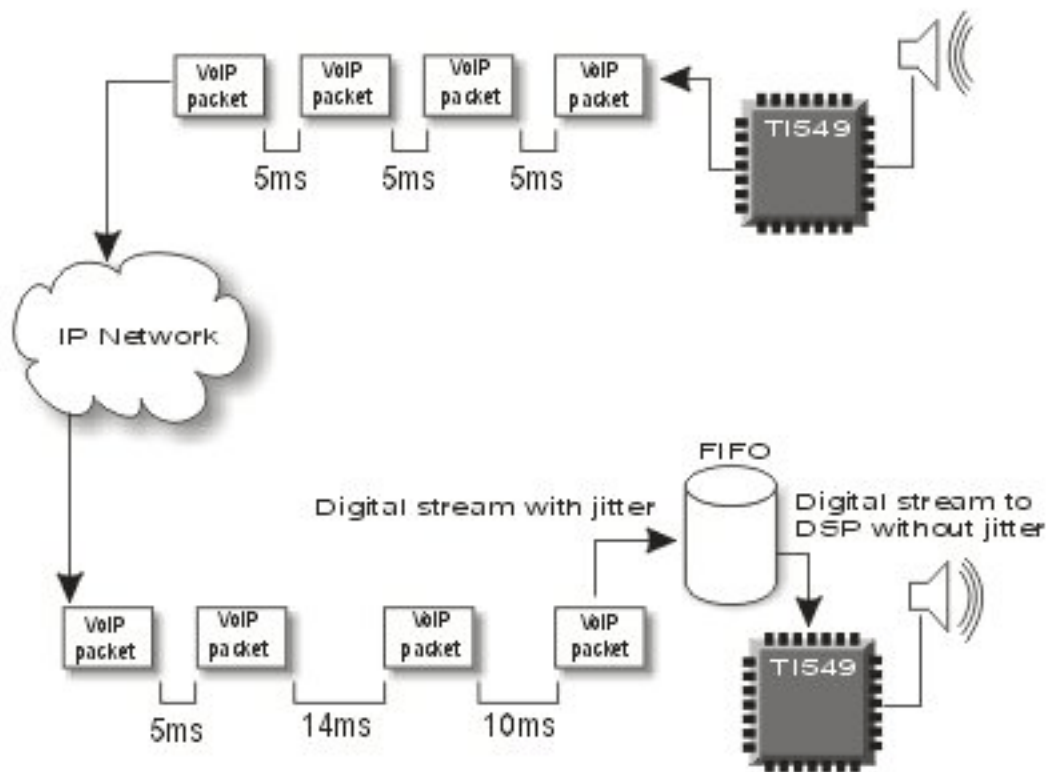 VoIP
packet
VoIP
packet
VoIP
packet
VoIP
packet
TI549
5ms
5ms
5ms
IP Network
FIFO
Digital stream with jitter
Digital stream to
DSP without jitter
VoIP
packet
VoIP
packet
VoIP
packet
VoIP
packet
TI549
5ms
14ms
10ms